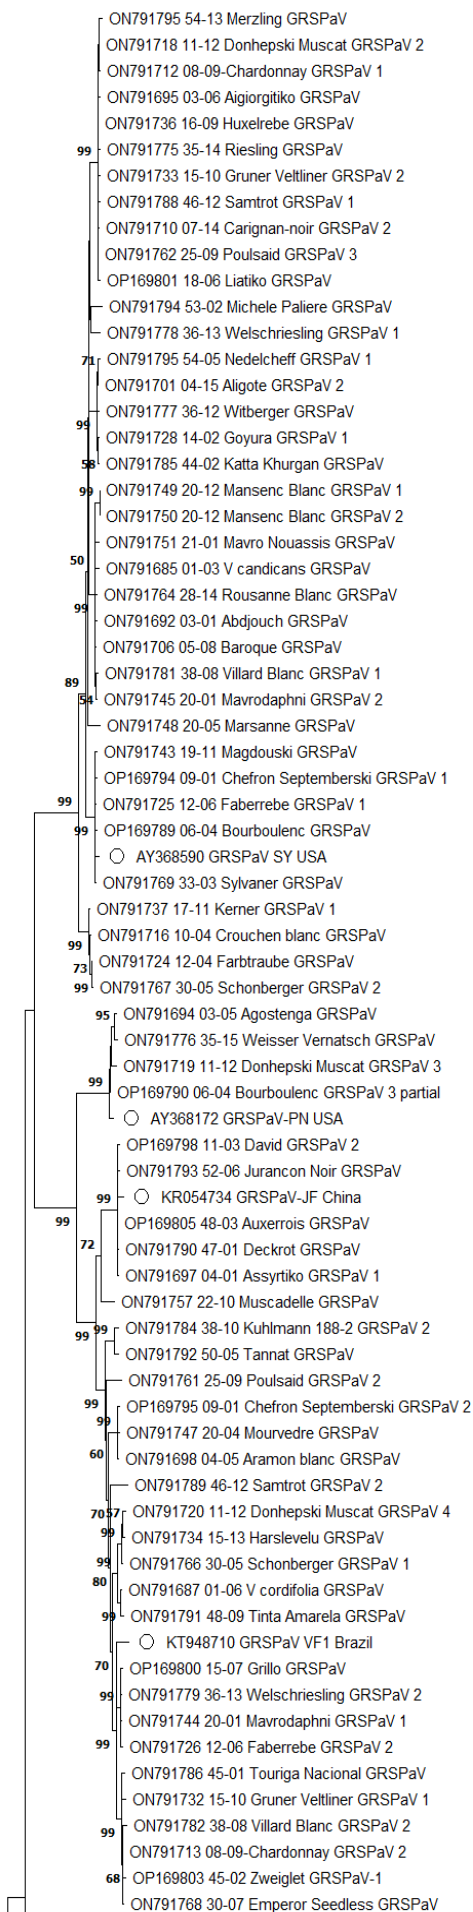 ON791795 54-13 Merzling GRSPaV
ON791718 11-12 Donhepski Muscat GRSPaV 2
ON791712 08-09-Chardonnay GRSPaV 1
ON791695 03-06 Aigiorgitiko GRSPaV
ON791736 16-09 Huxelrebe GRSPaV
99
ON791775 35-14 Riesling GRSPaV
ON791733 15-10 Gruner Veltliner GRSPaV 2
ON791788 46-12 Samtrot GRSPaV 1
ON791710 07-14 Carignan-noir GRSPaV 2
ON791762 25-09 Poulsaid GRSPaV 3
OP169801 18-06 Liatiko GRSPaV
ON791794 53-02 Michele Paliere GRSPaV
ON791778 36-13 Welschriesling GRSPaV 1
71
ON791795 54-05 Nedelcheff GRSPaV 1
ON791701 04-15 Aligote GRSPaV 2
ON791777 36-12 Witberger GRSPaV
99
ON791728 14-02 Goyura GRSPaV 1
58
ON791785 44-02 Katta Khurgan GRSPaV
99
ON791749 20-12 Mansenc Blanc GRSPaV 1
ON791750 20-12 Mansenc Blanc GRSPaV 2
ON791751 21-01 Mavro Nouassis GRSPaV
50
ON791685 01-03 V candicans GRSPaV
ON791764 28-14 Rousanne Blanc GRSPaV
99
ON791692 03-01 Abdjouch GRSPaV
ON791706 05-08 Baroque GRSPaV
ON791781 38-08 Villard Blanc GRSPaV 1
89
54
ON791745 20-01 Mavrodaphni GRSPaV 2
ON791748 20-05 Marsanne GRSPaV
ON791743 19-11 Magdouski GRSPaV
OP169794 09-01 Chefron Septemberski GRSPaV 1
99
ON791725 12-06 Faberrebe GRSPaV 1
99
OP169789 06-04 Bourboulenc GRSPaV
AY368590 GRSPaV SY USA
ON791769 33-03 Sylvaner GRSPaV
ON791737 17-11 Kerner GRSPaV 1
99
ON791716 10-04 Crouchen blanc GRSPaV
73
ON791724 12-04 Farbtraube GRSPaV
99
ON791767 30-05 Schonberger GRSPaV 2
95
ON791694 03-05 Agostenga GRSPaV
ON791776 35-15 Weisser Vernatsch GRSPaV
ON791719 11-12 Donhepski Muscat GRSPaV 3
99
OP169790 06-04 Bourboulenc GRSPaV 3 partial
AY368172 GRSPaV-PN USA
OP169798 11-03 David GRSPaV 2
ON791793 52-06 Jurancon Noir GRSPaV
99
KR054734 GRSPaV-JF China
99
OP169805 48-03 Auxerrois GRSPaV
72
ON791790 47-01 Deckrot GRSPaV
ON791697 04-01 Assyrtiko GRSPaV 1
ON791757 22-10 Muscadelle GRSPaV
99
99
ON791784 38-10 Kuhlmann 188-2 GRSPaV 2
ON791792 50-05 Tannat GRSPaV
ON791761 25-09 Poulsaid GRSPaV 2
99
OP169795 09-01 Chefron Septemberski GRSPaV 2
99
ON791747 20-04 Mourvedre GRSPaV
60
ON791698 04-05 Aramon blanc GRSPaV
ON791789 46-12 Samtrot GRSPaV 2
70
57
ON791720 11-12 Donhepski Muscat GRSPaV 4
99
ON791734 15-13 Harslevelu GRSPaV
99
ON791766 30-05 Schonberger GRSPaV 1
80
ON791687 01-06 V cordifolia GRSPaV
99
ON791791 48-09 Tinta Amarela GRSPaV
KT948710 GRSPaV VF1 Brazil
70
OP169800 15-07 Grillo GRSPaV
99
ON791779 36-13 Welschriesling GRSPaV 2
ON791744 20-01 Mavrodaphni GRSPaV 1
99
ON791726 12-06 Faberrebe GRSPaV 2
ON791786 45-01 Touriga Nacional GRSPaV
ON791732 15-10 Gruner Veltliner GRSPaV 1
99
ON791782 38-08 Villard Blanc GRSPaV 2
ON791713 08-09-Chardonnay GRSPaV 2
68
OP169803 45-02 Zweiglet GRSPaV-1
ON791768 30-07 Emperor Seedless GRSPaV